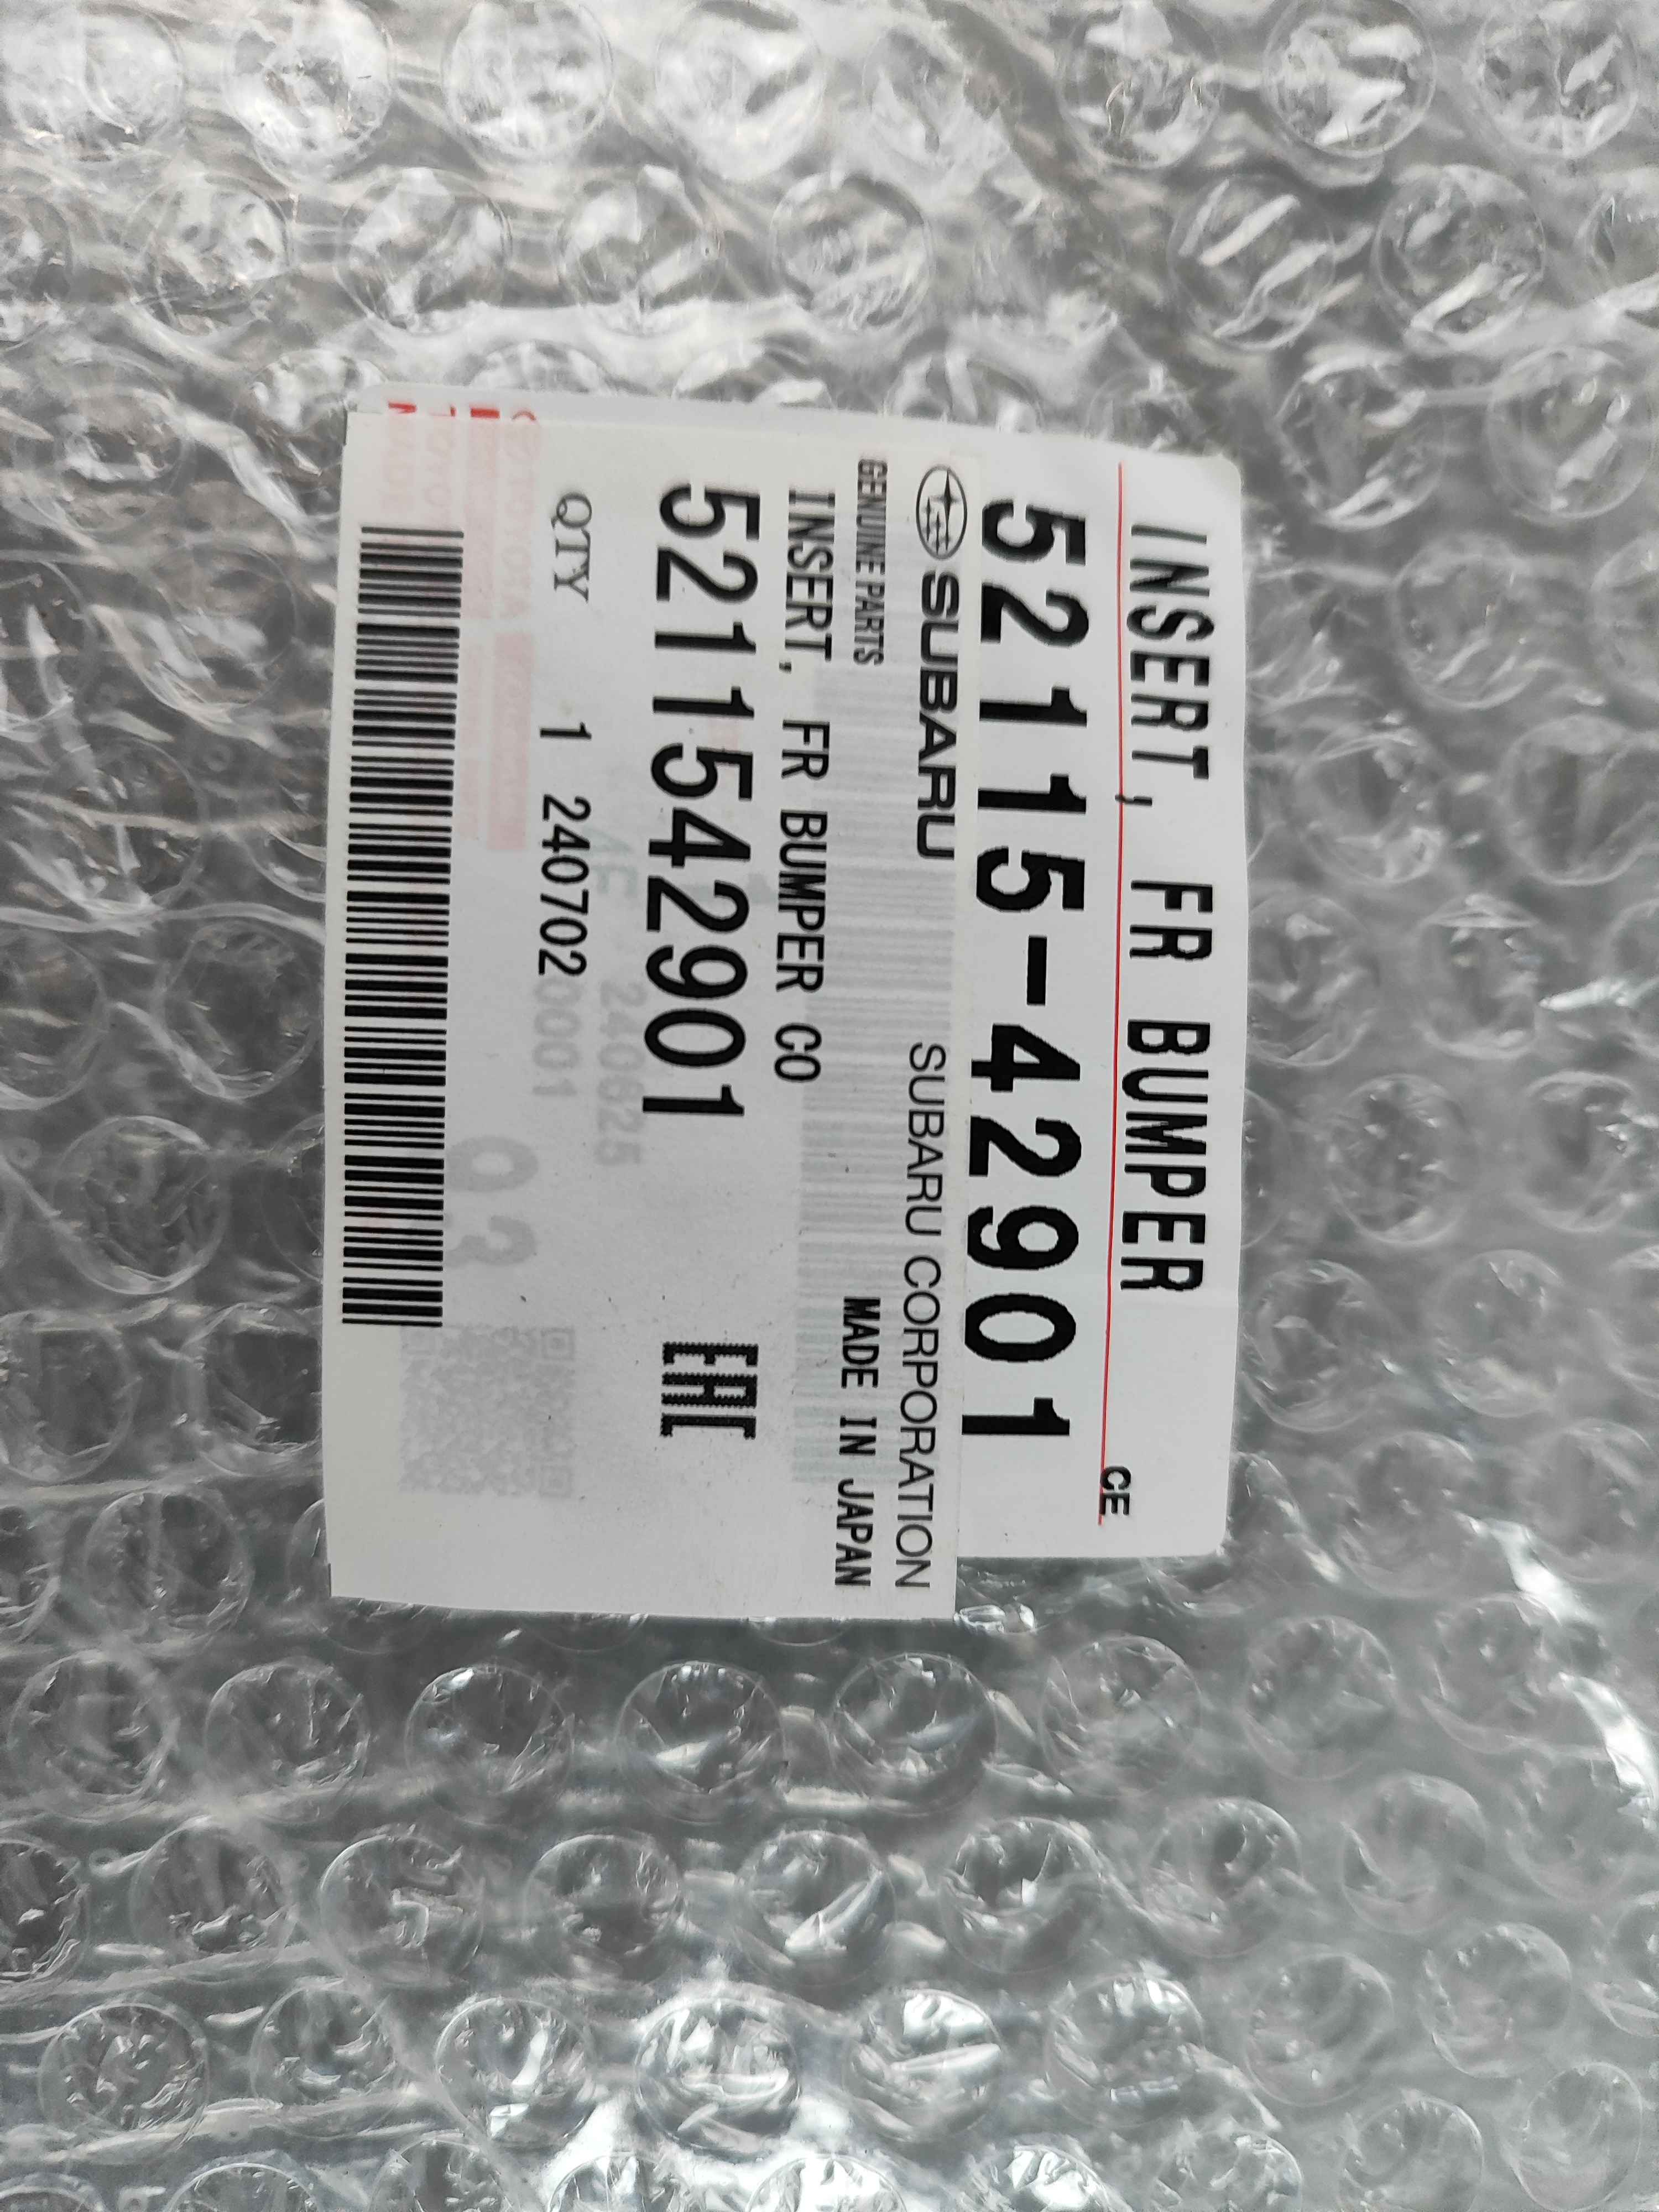 INSERT, FR BUMPER
CE
52115-42901
SUBARU SUBARU CORPORATION
GENUINE PARTS MADE IN JAPAN
INSERT, FR BUMPER CO
5211542901 EAC
QTY 1 240702